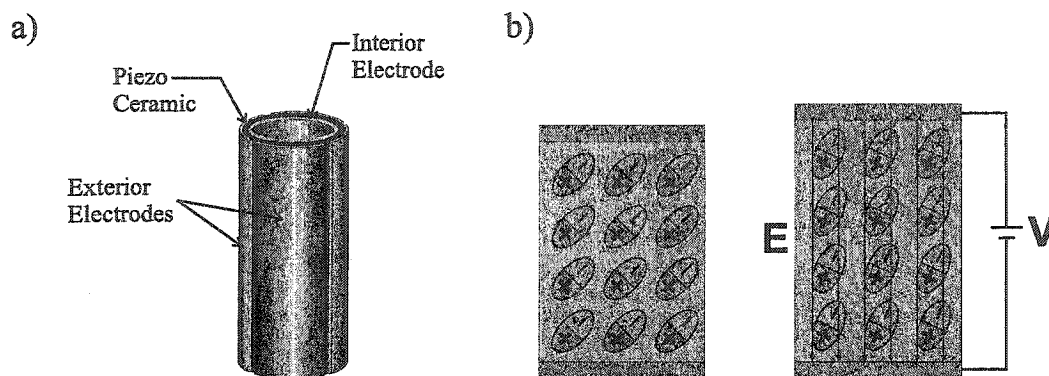 a)
b)
Interior
Electrode
Piezo
Ceramic
Exterior
Electrodes
E
V